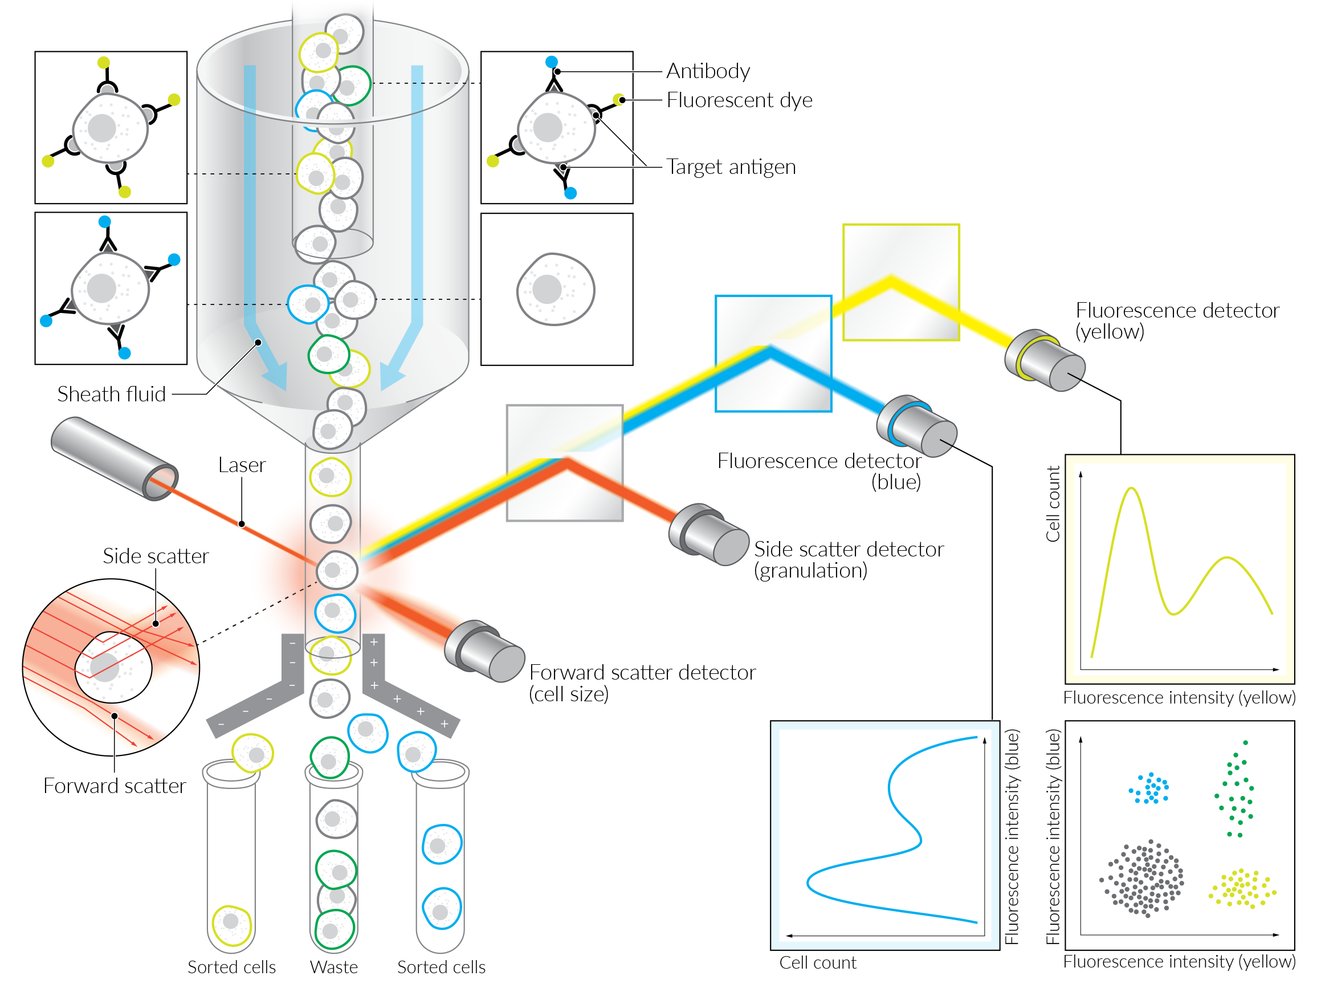 Antibody
Fluorescent dye
Target antigen
Sheath fluid
Laser
Side scatter
Forward scatter
Fluorescence detector
(yellow)
Fluorescence detector
(blue)
Side scatter detector
(granulation)
Forward scatter detector
(cell size)
Cell count
Fluorescence intensity (yellow)
Fluorescence intensity (blue)
Cell count
Fluorescence intensity (blue)
Fluorescence intensity (yellow)
Sorted cells
Waste
Sorted cells